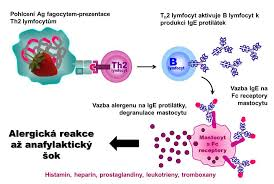 Pohlcení Ag fagocytem-prezentace
Th2 lymfocytům
TH2 lymfocyt aktivuje B lymfocyt k
produkci IgE protilátek
Th2
lymfocyt
B
lymfocyt
Vazba IgE na
Fc receptory
mastocytu
Vazba alergenu na IgE protilátky,
degranulace mastocytu
Mastocyt
s Fc
receptory
Alergická reakce
až anafylaktický
šok
Histamin, heparin, prostaglandiny, leukotrieny, tromboxany